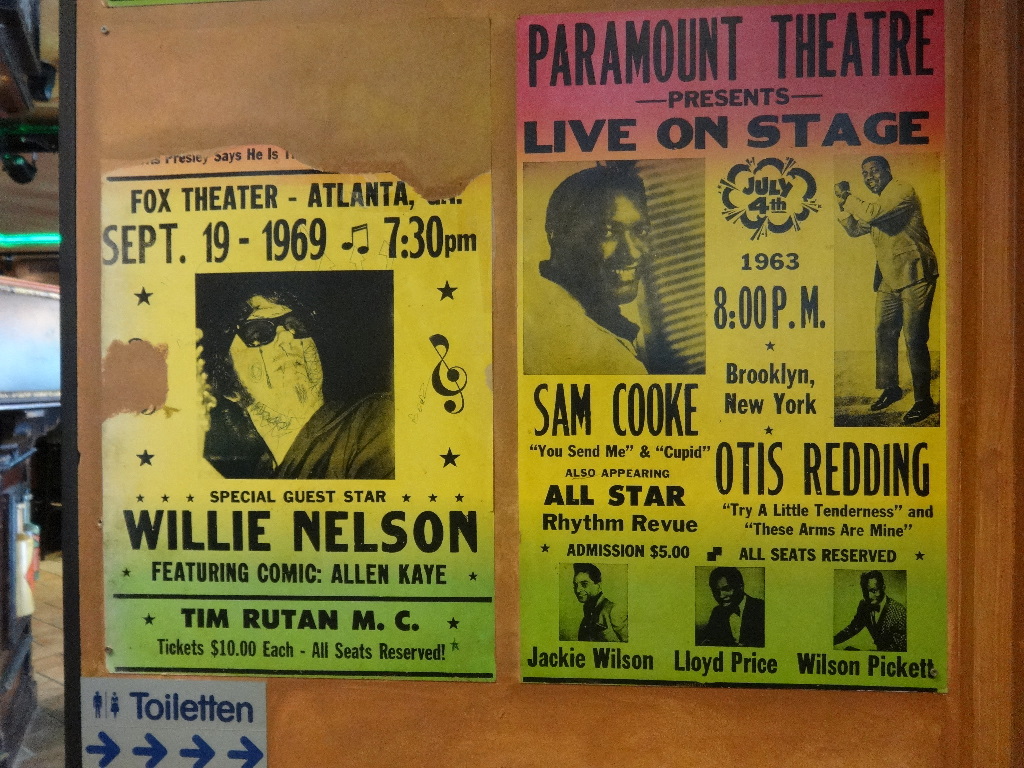 Presley Says He Is
FOX THEATER - ATLANTA,
SEPT. 19 - 1969 7:30pm
SPECIAL GUEST STAR
WILLIE NELSON
FEATURING COMIC: ALLEN KAYE
TIM RUTAN M. C.
Tickets $10.00 Each - All Seats Reserved!
PARAMOUNT THEATRE
PRESENTS
LIVE ON STAGE
JULY
4th
1963
8:00 P.M.
Brooklyn,
New York
SAM COOKE
"You Send Me" & "Cupid"
ALSO APPEARING
ALL STAR
Rhythm Revue
OTIS REDDING
"Try A Little Tenderness" and
"These Arms Are Mine"
ADMISSION $5.00 ALL SEATS RESERVED
Jackie Wilson Lloyd Price Wilson Pickett
Toiletten